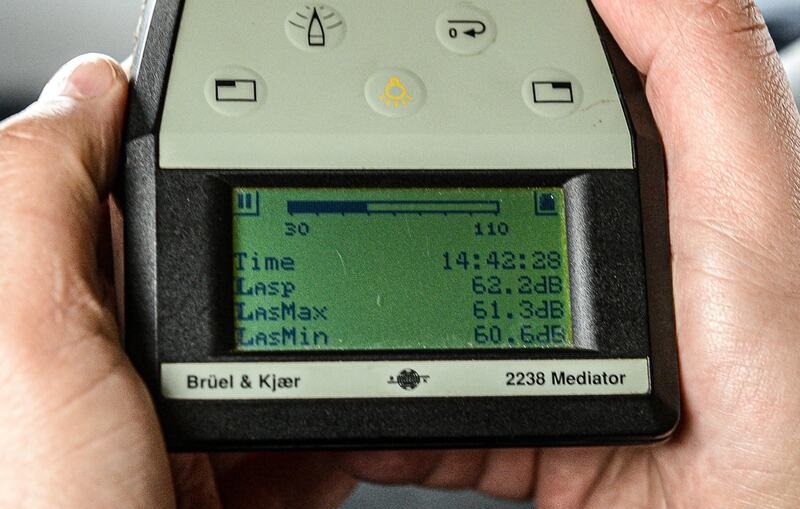 0
30 110
Time 14:42:28
LASP 62.2dB
LASMax 61.3dB
LASMin 60.6dB
Brüel & Kjær 2238 Mediator